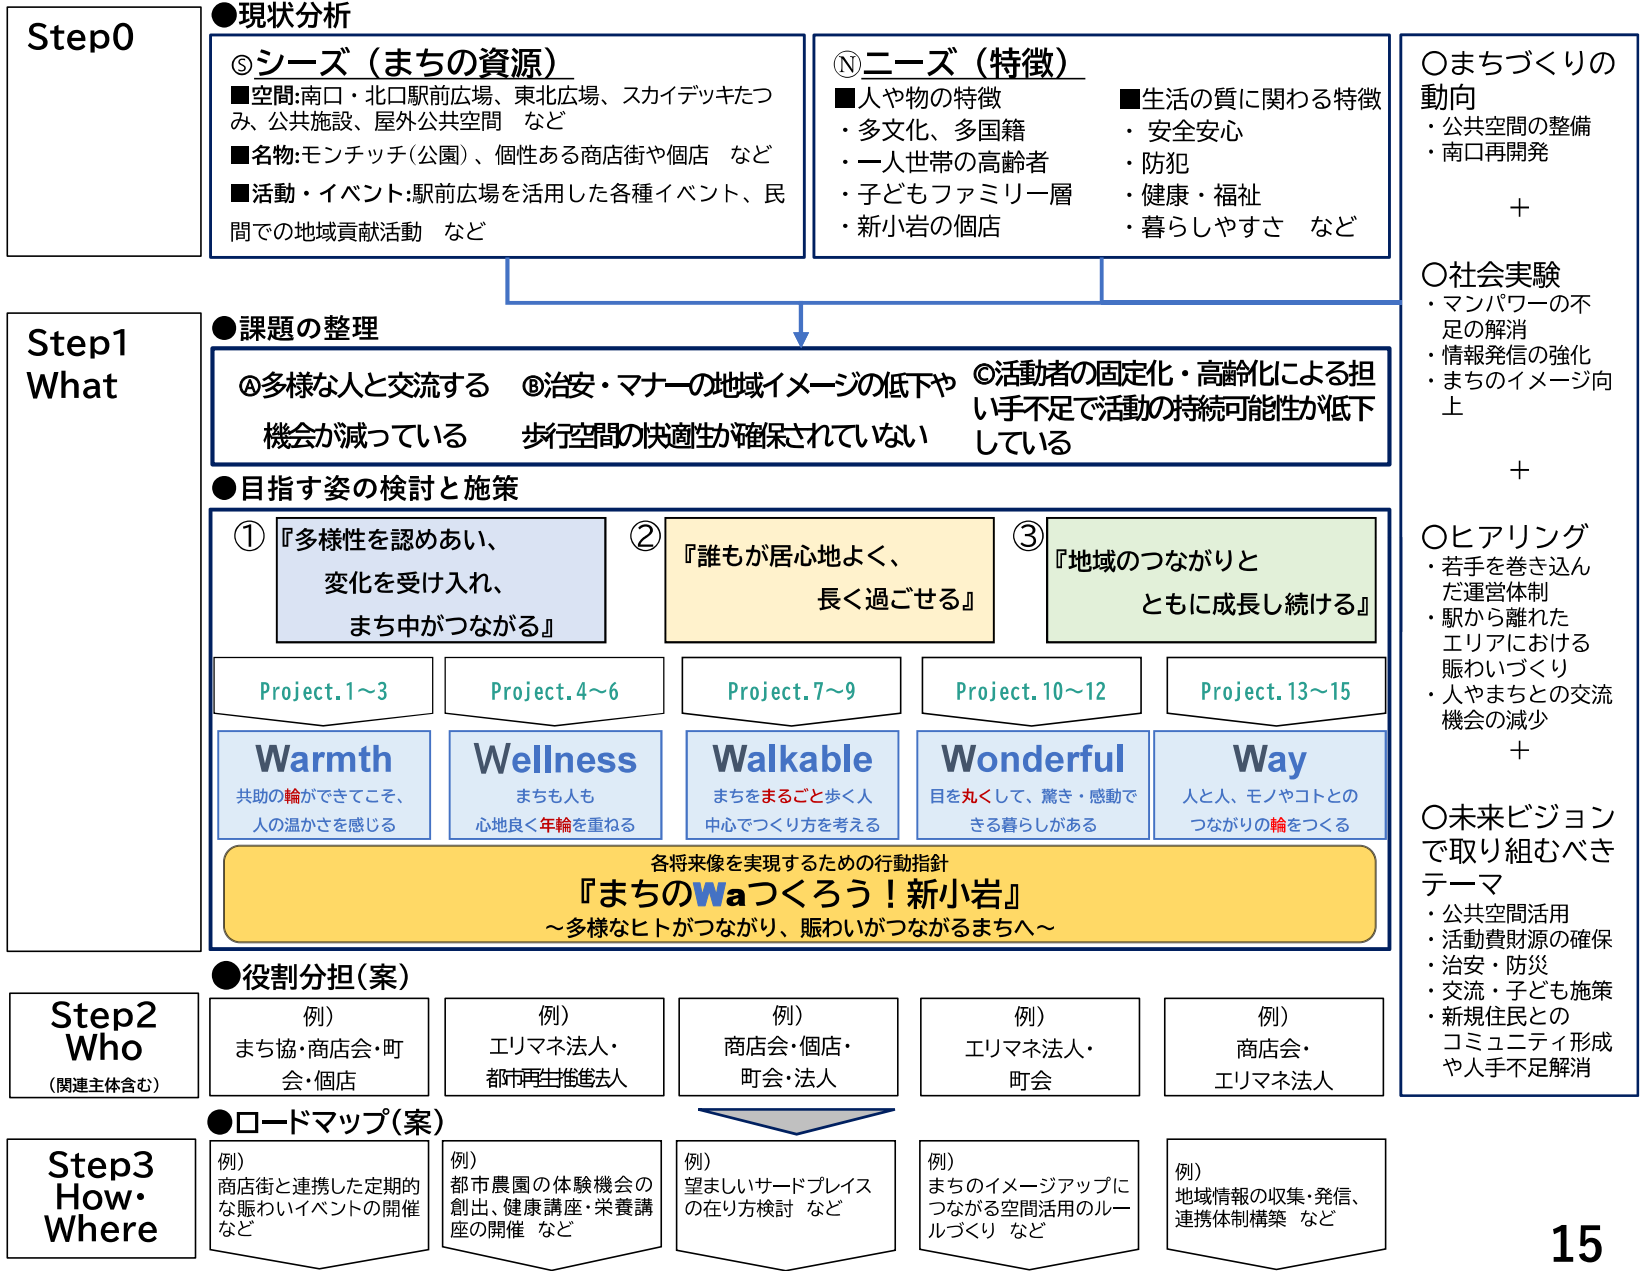 Step0
●現状分析
Ⓢシーズ（まちの資源）
■空間:南口・北口駅前広場、東北広場、スカイデッキたつ
み、公共施設、屋外公共空間　など
■名物:モンチッチ(公園)、個性ある商店街や個店　など
■活動・イベント:駅前広場を活用した各種イベント、民
間での地域貢献活動　など
Ⓝニーズ（特徴）
■人や物の特徴
・多文化、多国籍
・一人世帯の高齢者
・子どもファミリー層
・新小岩の個店
■生活の質に関わる特徴
・ 安全安心
・防犯
・健康・福祉
・暮らしやすさ　など
Step1
What
●課題の整理
Ⓐ多様な人と交流する
機会が減っている
Ⓑ治安・マナーの地域イメージの低下や
歩行空間の快適性が確保されていない
©活動者の固定化・高齢化による担
い手不足で活動の持続可能性が低下
している
●目指す姿の検討と施策
①
『多様性を認めあい、
変化を受け入れ、
まち中がつながる』
②
『誰もが居心地よく、
長く過ごせる』
③
『地域のつながりと
ともに成長し続ける』
Project.1～3
Project.4～6
Project.7～9
Project.10～12
Project.13～15
Warmth
共助の輪ができてこそ、
人の温かさを感じる
Wellness
まちも人も
心地良く年輪を重ねる
Walkable
まちをまるごと歩く人
中心でつくり方を考える
Wonderful
目を丸くして、驚き・感動で
きる暮らしがある
Way
人と人、モノやコトとの
つながりの輪をつくる
各将来像を実現するための行動指針
『まちのWaつくろう！新小岩』
～多様なヒトがつながり、賑わいがつながるまちへ～
●役割分担(案)
Step2
Who
(関連主体含む)
例)
まち協・商店会・町
会・個店
例)
エリマネ法人・
都市再生推進法人
例)
商店会・個店・
町会・法人
例)
エリマネ法人・
町会
例)
商店会・
エリマネ法人
●ロードマップ(案)
Step3
How・
Where
例)
商店街と連携した定期的
な賑わいイベントの開催
など
例)
都市農園の体験機会の
創出、健康講座・栄養講
座の開催　など
例)
望ましいサードプレイス
の在り方検討　など
例)
まちのイメージアップに
つながる空間活用のルー
ルづくり　など
例)
地域情報の収集・発信、
連携体制構築　など
○まちづくりの
動向
・公共空間の整備
・南口再開発
＋
○社会実験
・マンパワーの不
足の解消
・情報発信の強化
・まちのイメージ向
上
＋
○ヒアリング
・若手を巻き込ん
だ運営体制
・駅から離れた
エリアにおける
賑わいづくり
・人やまちとの交流
機会の減少
＋
○未来ビジョン
で取り組むべき
テーマ
・公共空間活用
・活動費財源の確保
・治安・防災
・交流・子ども施策
・新規住民との
コミュニティ形成
や人手不足解消
15